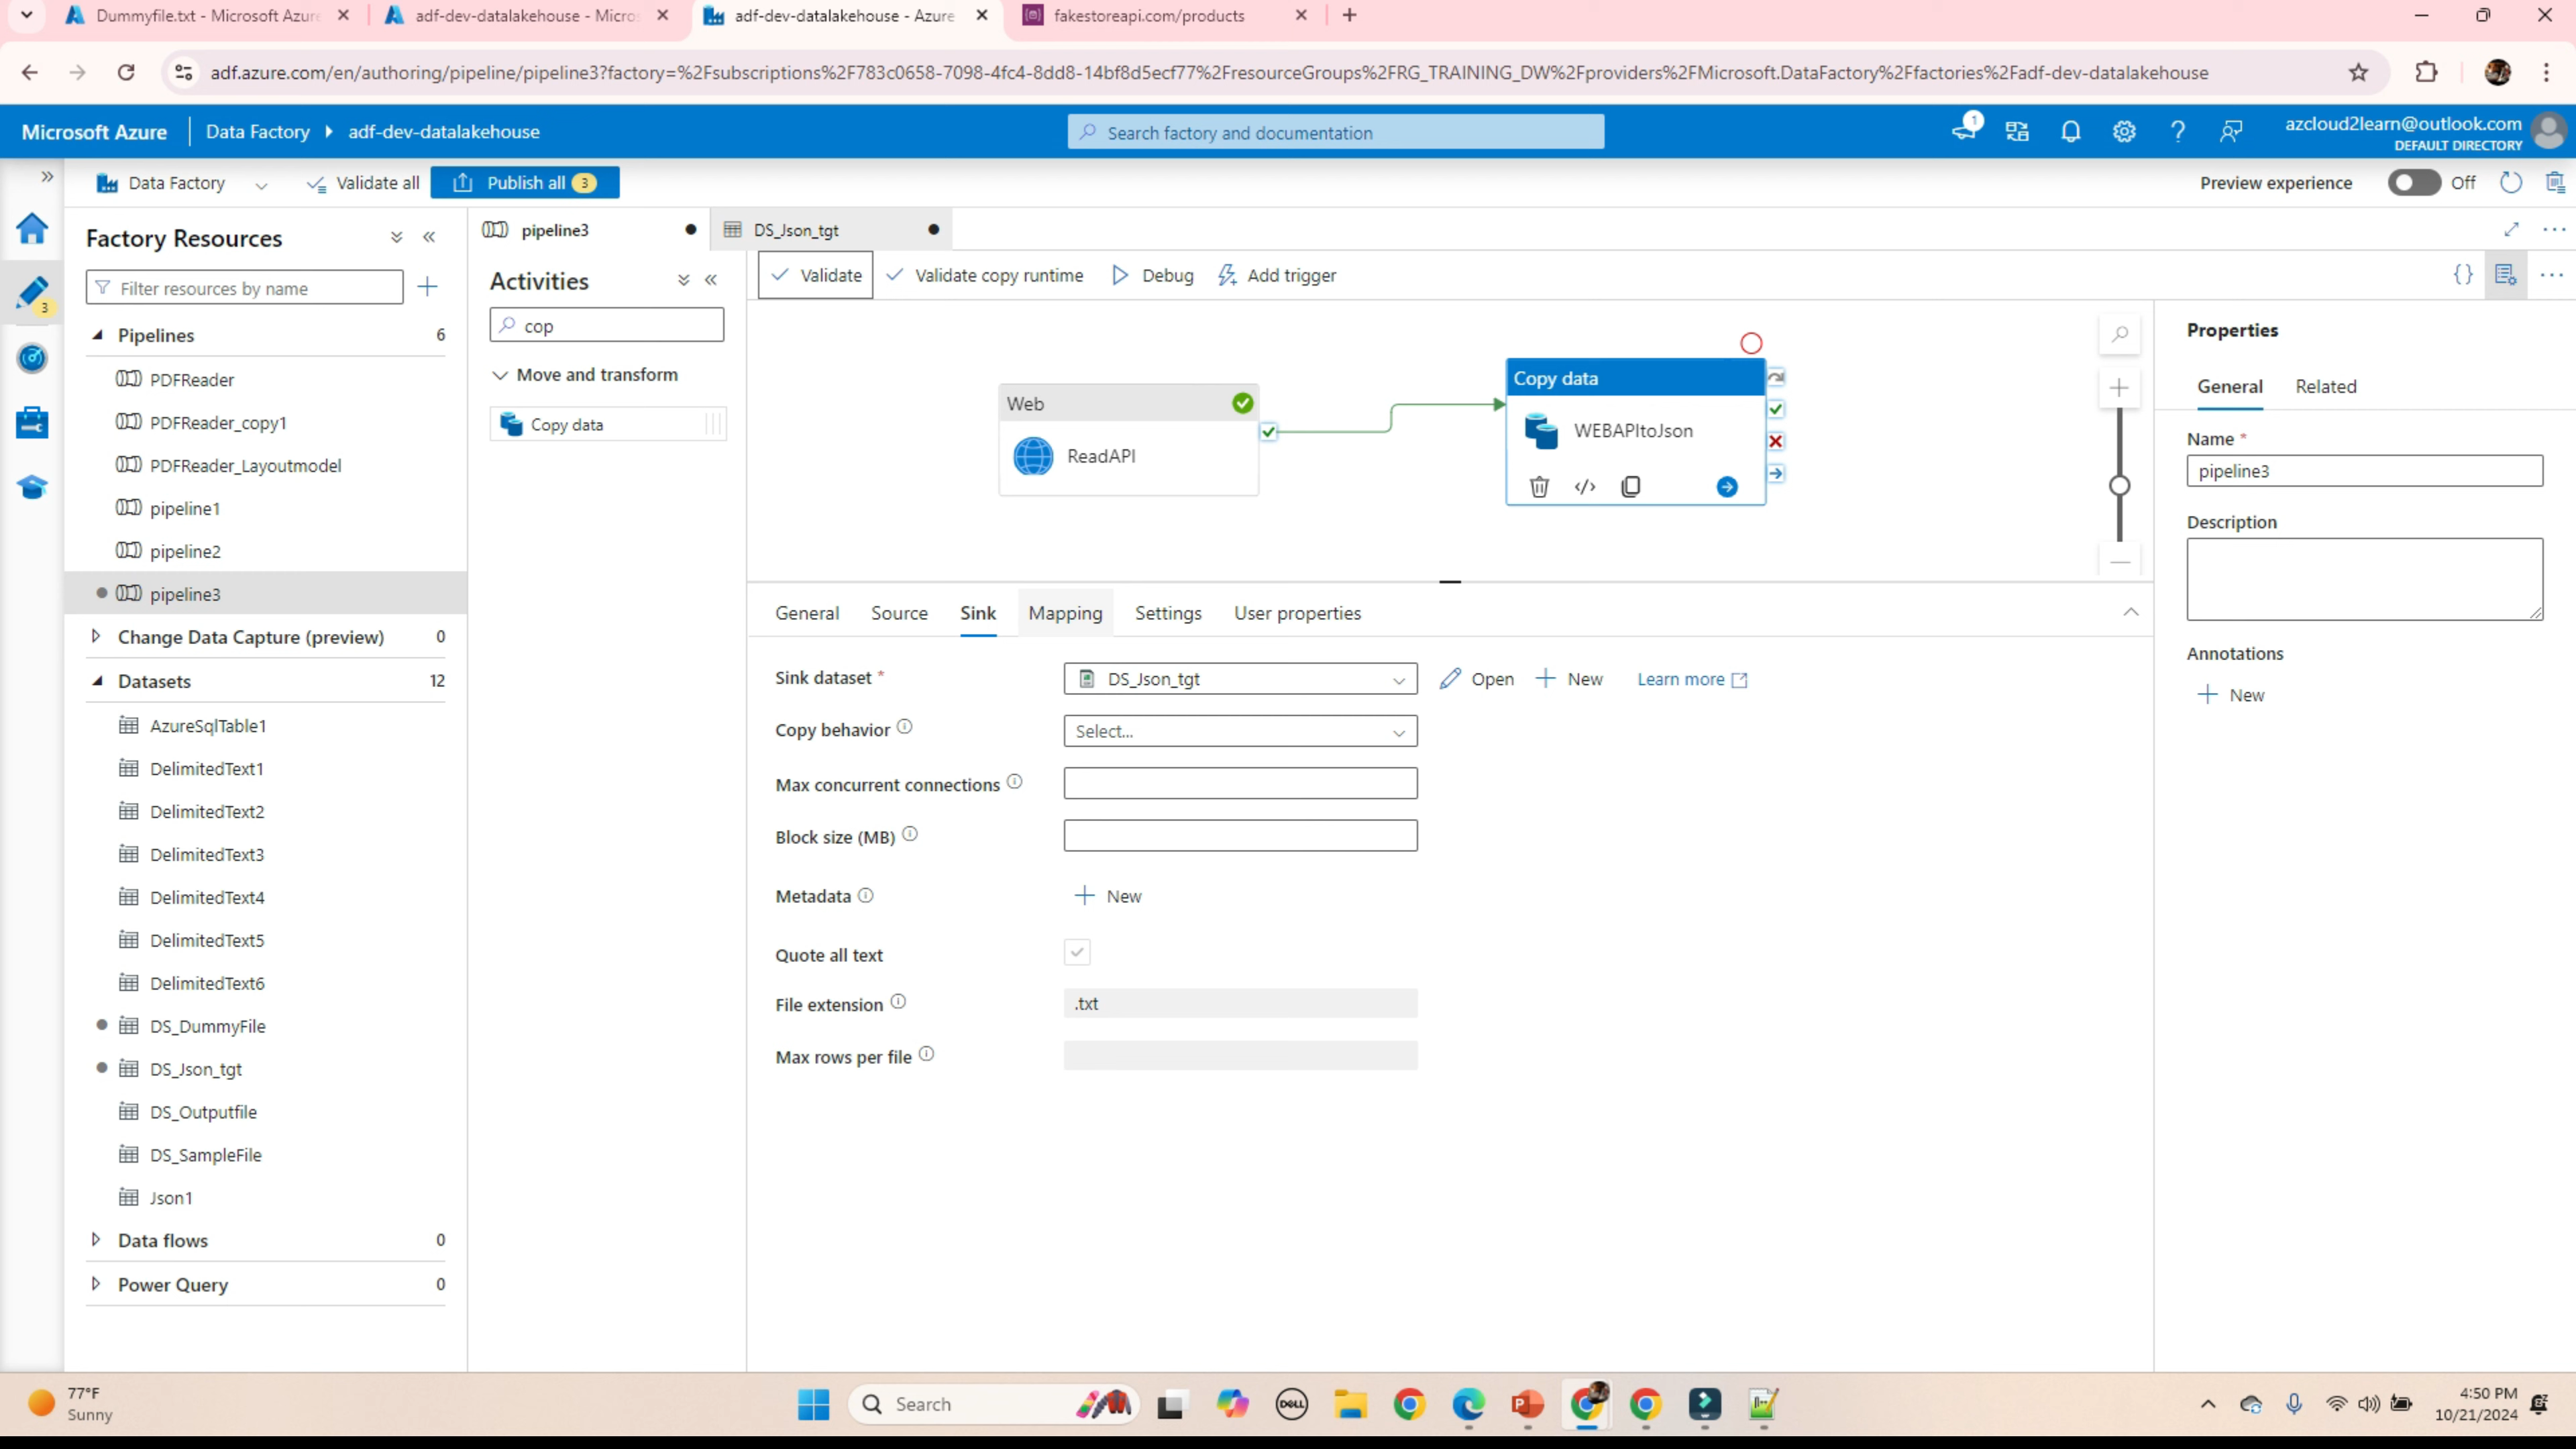 Dummyfile.txt - Microsoft Azure
adf-dev-datalakehouse - Micros
adf-dev-datalakehouse - Azure
fakestoreapi.com/products
adf.azure.com/en/authoring/pipeline/pipeline3?factory=%2Fsubscriptions%2F783c0658-7098-4fc4-8dd8-14bf8d5ecf77%2FresourceGroups%2FRG_TRAINING_DW%2Fproviders%2FMicrosoft.DataFactory%2Ffactories%2Fadf-dev-datalakehouse
Microsoft Azure
Data Factory
adf-dev-datalakehouse
Search factory and documentation
1
azcloud2learn@outlook.com
DEFAULT DIRECTORY
Data Factory
Validate all
Publish all 3
Preview experience
Off
3
Factory Resources
Filter resources by name
Pipelines 6
PDFReader
PDFReader_copy1
PDFReader_Layoutmodel
pipeline1
pipeline2
pipeline3
Change Data Capture (preview) 0
Datasets 12
AzureSqlTable1
DelimitedText1
DelimitedText2
DelimitedText3
DelimitedText4
DelimitedText5
DelimitedText6
DS_DummyFile
DS_Json_tgt
DS_Outputfile
DS_SampleFile
Json1
Data flows 0
Power Query 0
pipeline3
DS_Json_tgt
Activities
cop
Move and transform
Copy data
Validate
Validate copy runtime
Debug
Add trigger
Web
ReadAPI
Copy data
WEBAPItoJson
General
Source
Sink
Mapping
Settings
User properties
Sink dataset *
DS_Json_tgt
Open
New
Learn more
Copy behavior
Select...
Max concurrent connections
Block size (MB)
Metadata
New
Quote all text
File extension
.txt
Max rows per file
Properties
General
Related
Name *
pipeline3
Description
Annotations
New
77°F
Sunny
Search
DELL
4:50 PM
10/21/2024